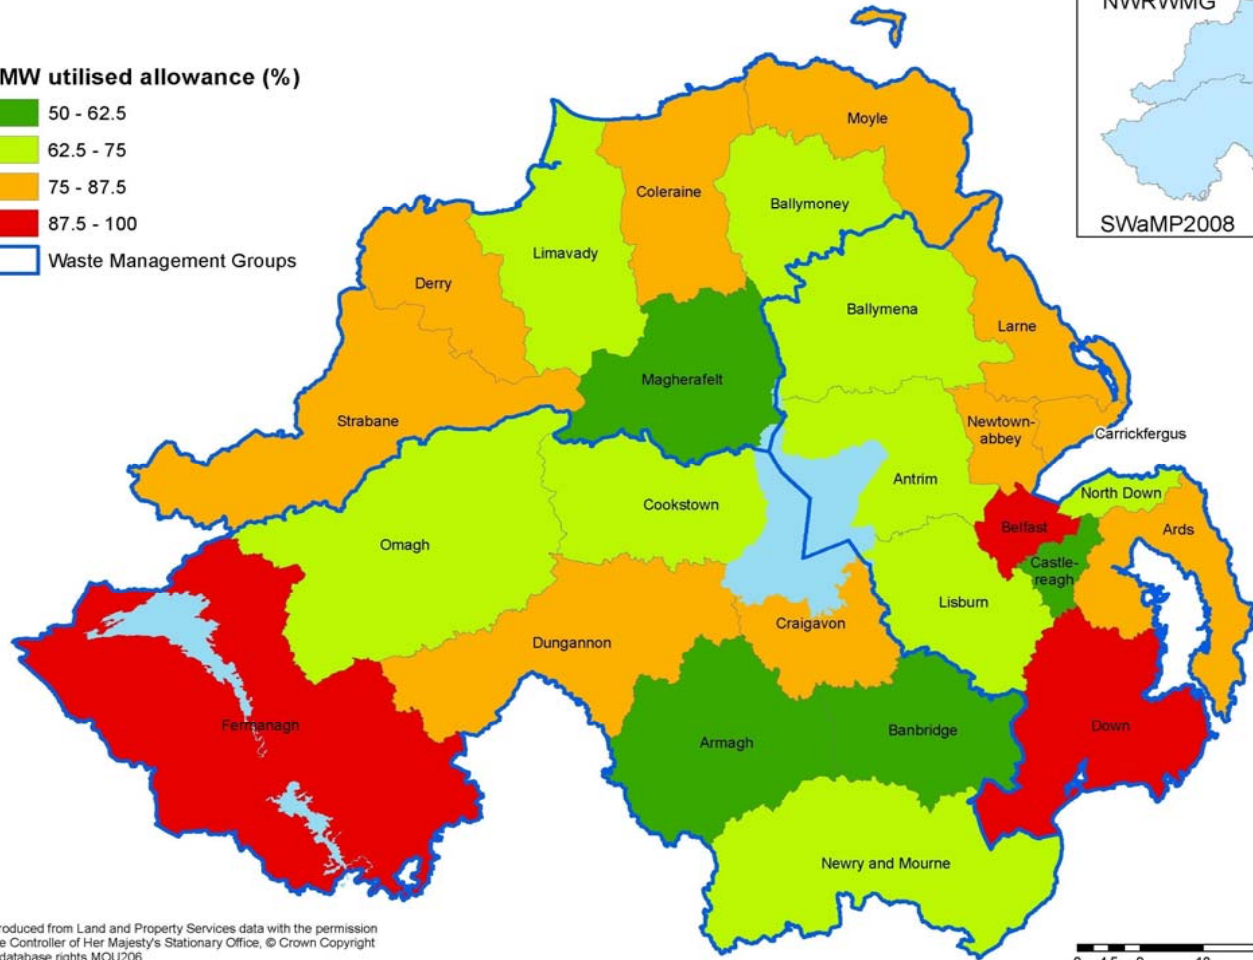 NWRWMG
MW utilised allowance (%)
50 - 62.5
62.5 - 75
75 - 87.5
87.5 - 100
Waste Management Groups
SWaMP2008
Moyle
Coleraine
Ballymoney
Limavady
Derry
Ballymena
Larne
Magherafelt
Strabane
Newtown-
abbey
Carrickfergus
Antrim
North Down
Cookstown
Belfast
Ards
Omagh
Castle-
reagh
Lisburn
Craigavon
Dungannon
Fermanagh
Armagh
Banbridge
Down
Newry and Mourne
roduced from Land and Property Services data with the permission
e Controller of Her Majesty's Stationary Office, © Crown Copyright
database rights MOU206